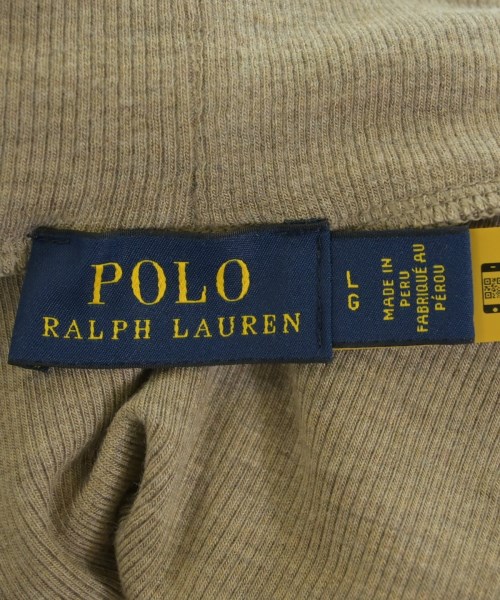 POLO
RALPH LAUREN
L
G
MADE IN
PERU
FABRIQUÉ AU
PÉROU